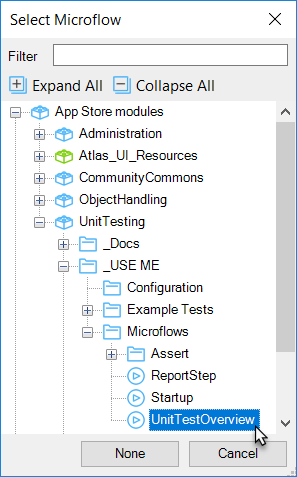 Select Microflow
Filter
Expand All Collapse All
App Store modules
Administration
Atlas_UI_Resources
CommunityCommons
ObjectHandling
UnitTesting
_Docs
_USE ME
Configuration
Example Tests
Microflows
Assert
ReportStep
Startup
UnitTestOverview
None Cancel